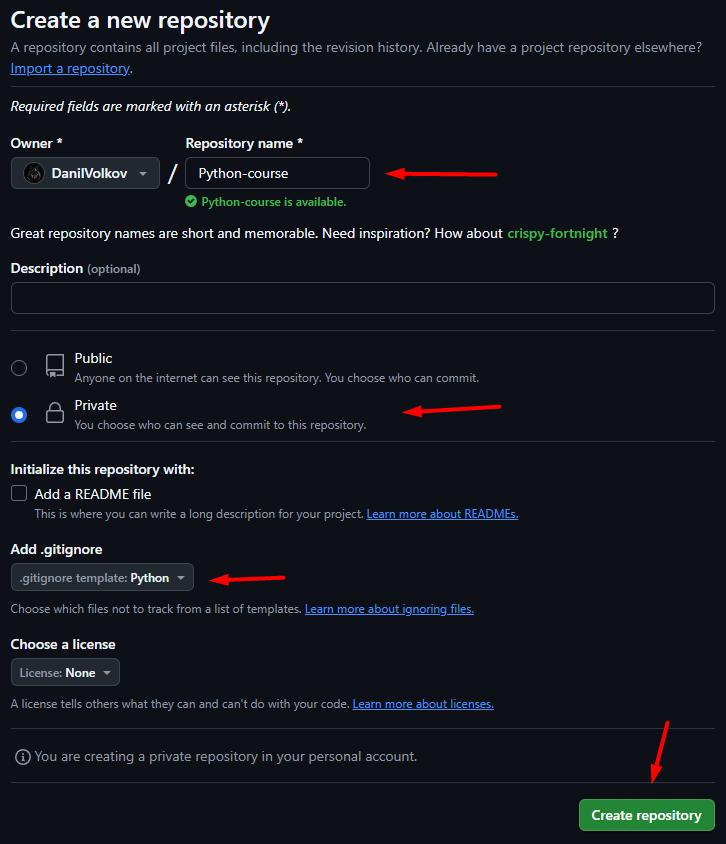 Create a new repository
A repository contains all project files, including the revision history. Already have a project repository elsewhere?
Import a repository.
Required fields are marked with an asterisk (*).
Owner * Repository name *
DanilVolkov / Python-course
Python-course is available.
Great repository names are short and memorable. Need inspiration? How about crispy-fortnight ?
Description (optional)
Public
Anyone on the internet can see this repository. You choose who can commit.
Private
You choose who can see and commit to this repository.
Initialize this repository with:
Add a README file
This is where you can write a long description for your project. Learn more about READMEs.
Add .gitignore
.gitignore template: Python
Choose which files not to track from a list of templates. Learn more about ignoring files.
Choose a license
License: None
A license tells others what they can and can't do with your code. Learn more about licenses.
You are creating a private repository in your personal account.
Create repository